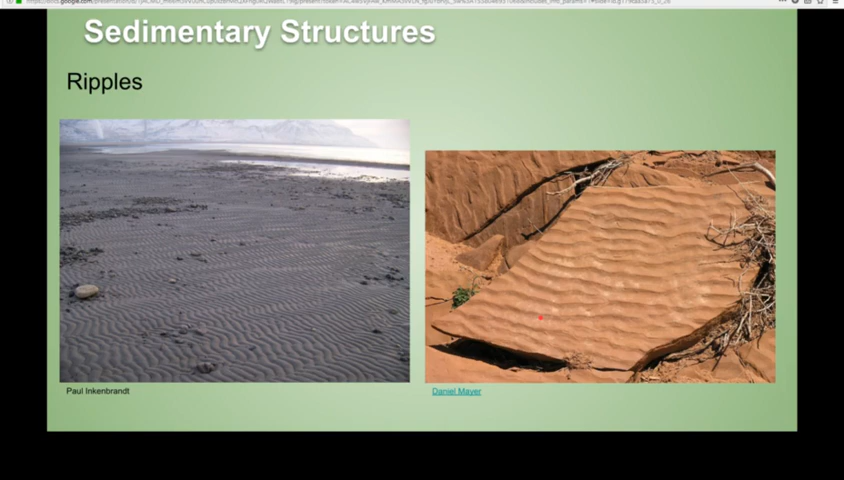 Sedimentary Structures
Ripples
Paul Inkenbrandt
Daniel Mayer